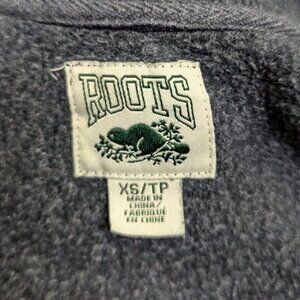 ROOTS
XS/TP
MADE IN
CHINA/
FABRIQUÉ
EN CHINE